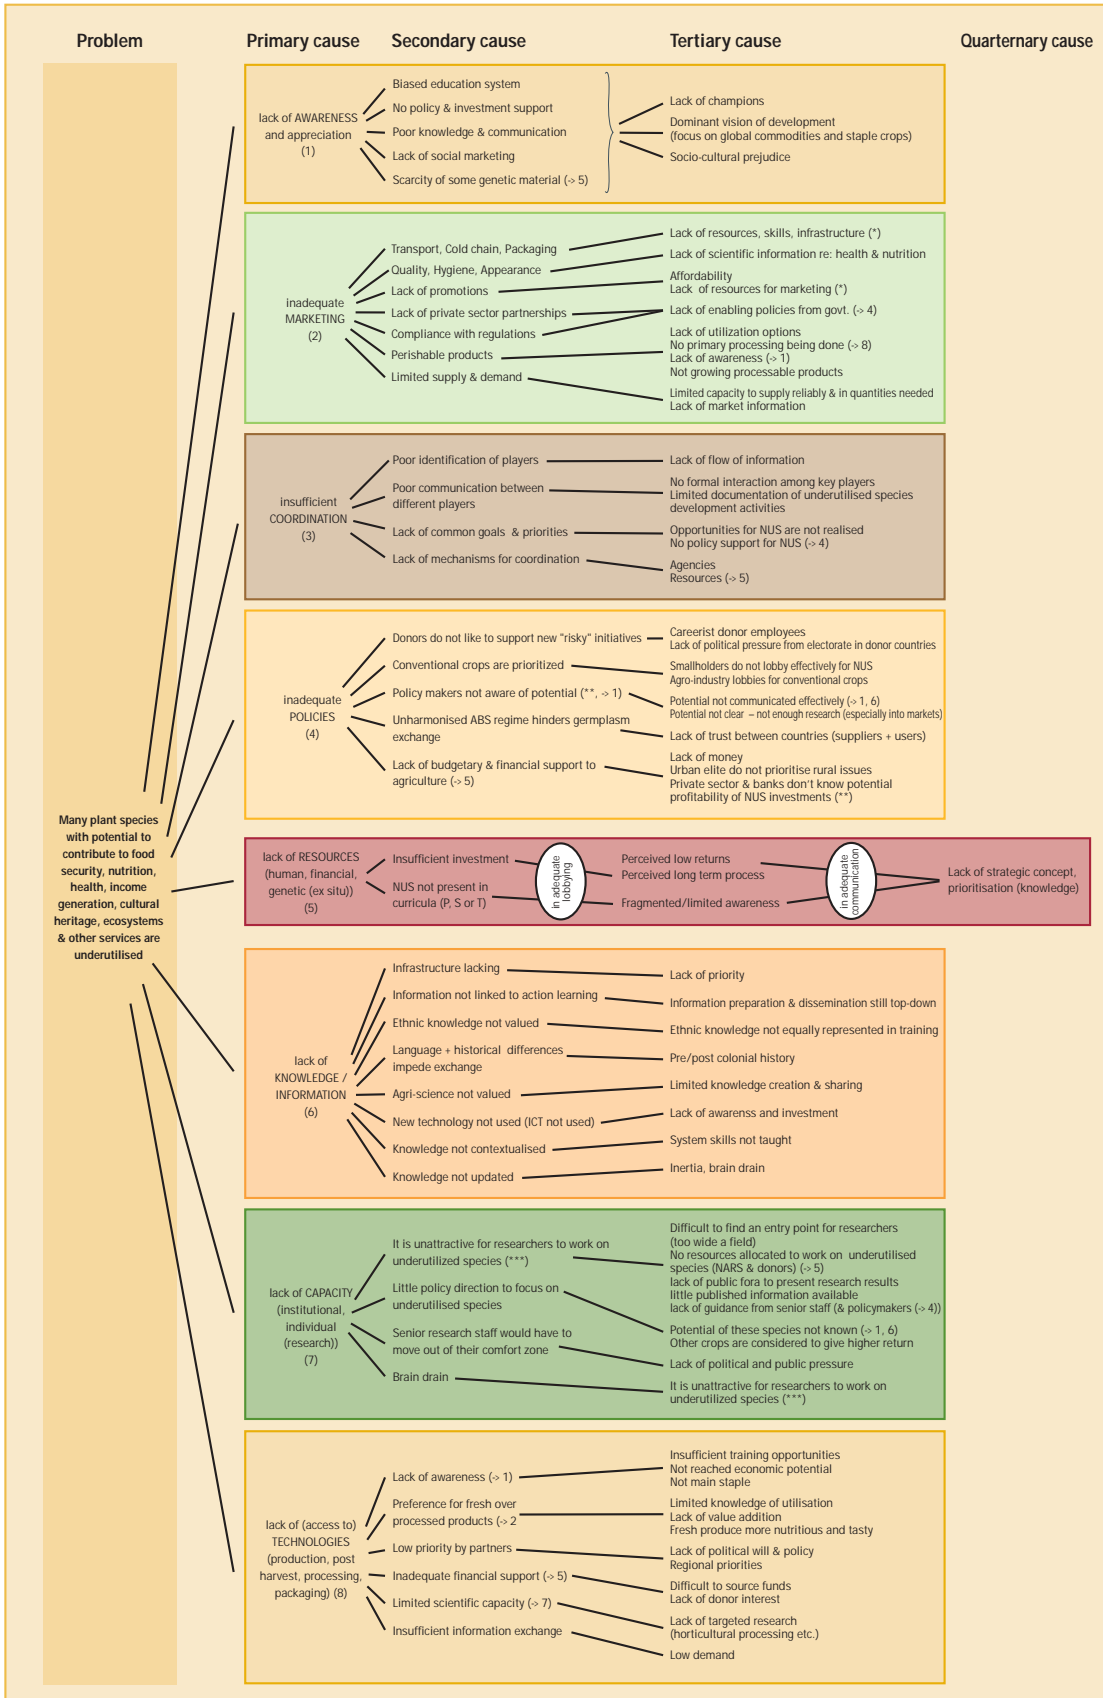 Problem
Primary cause
Secondary cause
Tertiary cause
Quarternary cause
Many plant species
with potential to
contribute to food
security, nutrition,
health, income
generation, cultural
heritage, ecosystems
& other services are
underutilised
lack of AWARENESS
and appreciation
(1)
Biased education system
No policy & investment support
Poor knowledge & communication
Lack of social marketing
Scarcity of some genetic material (-> 5)
Lack of champions
Dominant vision of development
(focus on global commodities and staple crops)
Socio-cultural prejudice
inadequate
MARKETING
(2)
Transport, Cold chain, Packaging
Quality, Hygiene, Appearance
Lack of promotions
Lack of private sector partnerships
Compliance with regulations
Perishable products
Limited supply & demand
Lack of resources, skills, infrastructure (*)
Lack of scientific information re: health & nutrition
Affordability
Lack of resources for marketing (*)
Lack of enabling policies from govt. (-> 4)
Lack of utilization options
No primary processing being done (-> 8)
Lack of awareness (-> 1)
Not growing processable products
Limited capacity to supply reliably & in quantities needed
Lack of market information
insufficient
COORDINATION
(3)
Poor identification of players
Poor communication between
different players
Lack of common goals & priorities
Lack of mechanisms for coordination
Lack of flow of information
No formal interaction among key players
Limited documentation of underutilised species
development activities
Opportunities for NUS are not realised
No policy support for NUS (-> 4)
Agencies
Resources (-> 5)
inadequate
POLICIES
(4)
Donors do not like to support new "risky" initiatives
Conventional crops are prioritized
Policy makers not aware of potential (**, -> 1)
Unharmonised ABS regime hinders germplasm
exchange
Lack of budgetary & financial support to
agriculture (-> 5)
Careerist donor employees
Lack of political pressure from electorate in donor countries
Smallholders do not lobby effectively for NUS
Agro-industry lobbies for conventional crops
Potential not communicated effectively (-> 1, 6)
Potential not clear – not enough research (especially into markets)
Lack of trust between countries (suppliers + users)
Lack of money
Urban elite do not prioritise rural issues
Private sector & banks don't know potential
profitability of NUS investments (**)
lack of RESOURCES
(human, financial,
genetic (ex situ))
(5)
Insufficient investment
NUS not present in
curricula (P, S or T)
in adequate
lobbying
Perceived low returns
Perceived long term process
Fragmented/limited awareness
in adequate
communication
Lack of strategic concept,
prioritisation (knowledge)
lack of
KNOWLEDGE /
INFORMATION
(6)
Infrastructure lacking
Information not linked to action learning
Ethnic knowledge not valued
Language + historical differences
impede exchange
Agri-science not valued
New technology not used (ICT not used)
Knowledge not contextualised
Knowledge not updated
Lack of priority
Information preparation & dissemination still top-down
Ethnic knowledge not equally represented in training
Pre/post colonial history
Limited knowledge creation & sharing
Lack of awarenss and investment
System skills not taught
Inertia, brain drain
lack of CAPACITY
(institutional,
individual
(research))
(7)
It is unattractive for researchers to work on
underutilized species (***)
Little policy direction to focus on
underutilised species
Senior research staff would have to
move out of their comfort zone
Brain drain
Difficult to find an entry point for researchers
(too wide a field)
No resources allocated to work on underutilised
species (NARS & donors) (-> 5)
lack of public fora to present research results
little published information available
lack of guidance from senior staff (& policymakers (-> 4))
Potential of these species not known (-> 1, 6)
Other crops are considered to give higher return
Lack of political and public pressure
It is unattractive for researchers to work on
underutilized species (***)
lack of (access to)
TECHNOLOGIES
(production, post
harvest, processing,
packaging) (8)
Lack of awareness (-> 1)
Preference for fresh over
processed products (-> 2
Low priority by partners
Inadequate financial support (-> 5)
Limited scientific capacity (-> 7)
Insufficient information exchange
Insufficient training opportunities
Not reached economic potential
Not main staple
Limited knowledge of utilisation
Lack of value addition
Fresh produce more nutritious and tasty
Lack of political will & policy
Regional priorities
Difficult to source funds
Lack of donor interest
Lack of targeted research
(horticultural processing etc.)
Low demand